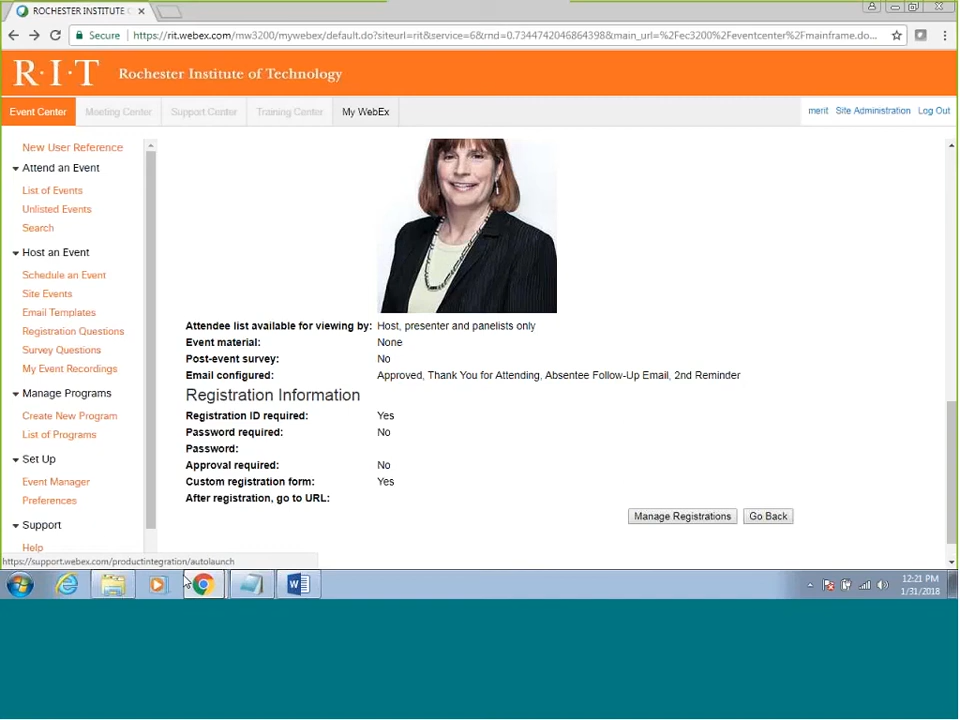 ROCHESTER INSTITUTE
Secure
https://rit.webex.com/mw3200/mywebex/default.do?siteurl=rit&service=6&rnd=0.7344742046864398&main_url=%2Fec3200%2Feventcenter%2Fmainframe.do...
R·I·T Rochester Institute of Technology
Event Center Meeting Center Support Center Training Center My WebEx
merit Site Administration Log Out
New User Reference
Attend an Event
List of Events
Unlisted Events
Search
Host an Event
Schedule an Event
Site Events
Email Templates
Registration Questions
Survey Questions
My Event Recordings
Manage Programs
Create New Program
List of Programs
Set Up
Event Manager
Preferences
Support
Help
Attendee list available for viewing by: Host, presenter and panelists only
Event material: None
Post-event survey: No
Email configured: Approved, Thank You for Attending, Absentee Follow-Up Email, 2nd Reminder
Registration Information
Registration ID required: Yes
Password required: No
Password:
Approval required: No
Custom registration form: Yes
After registration, go to URL:
Manage Registrations Go Back
https://support.webex.com/productintegration/autolaunch
12:21 PM
1/31/2018